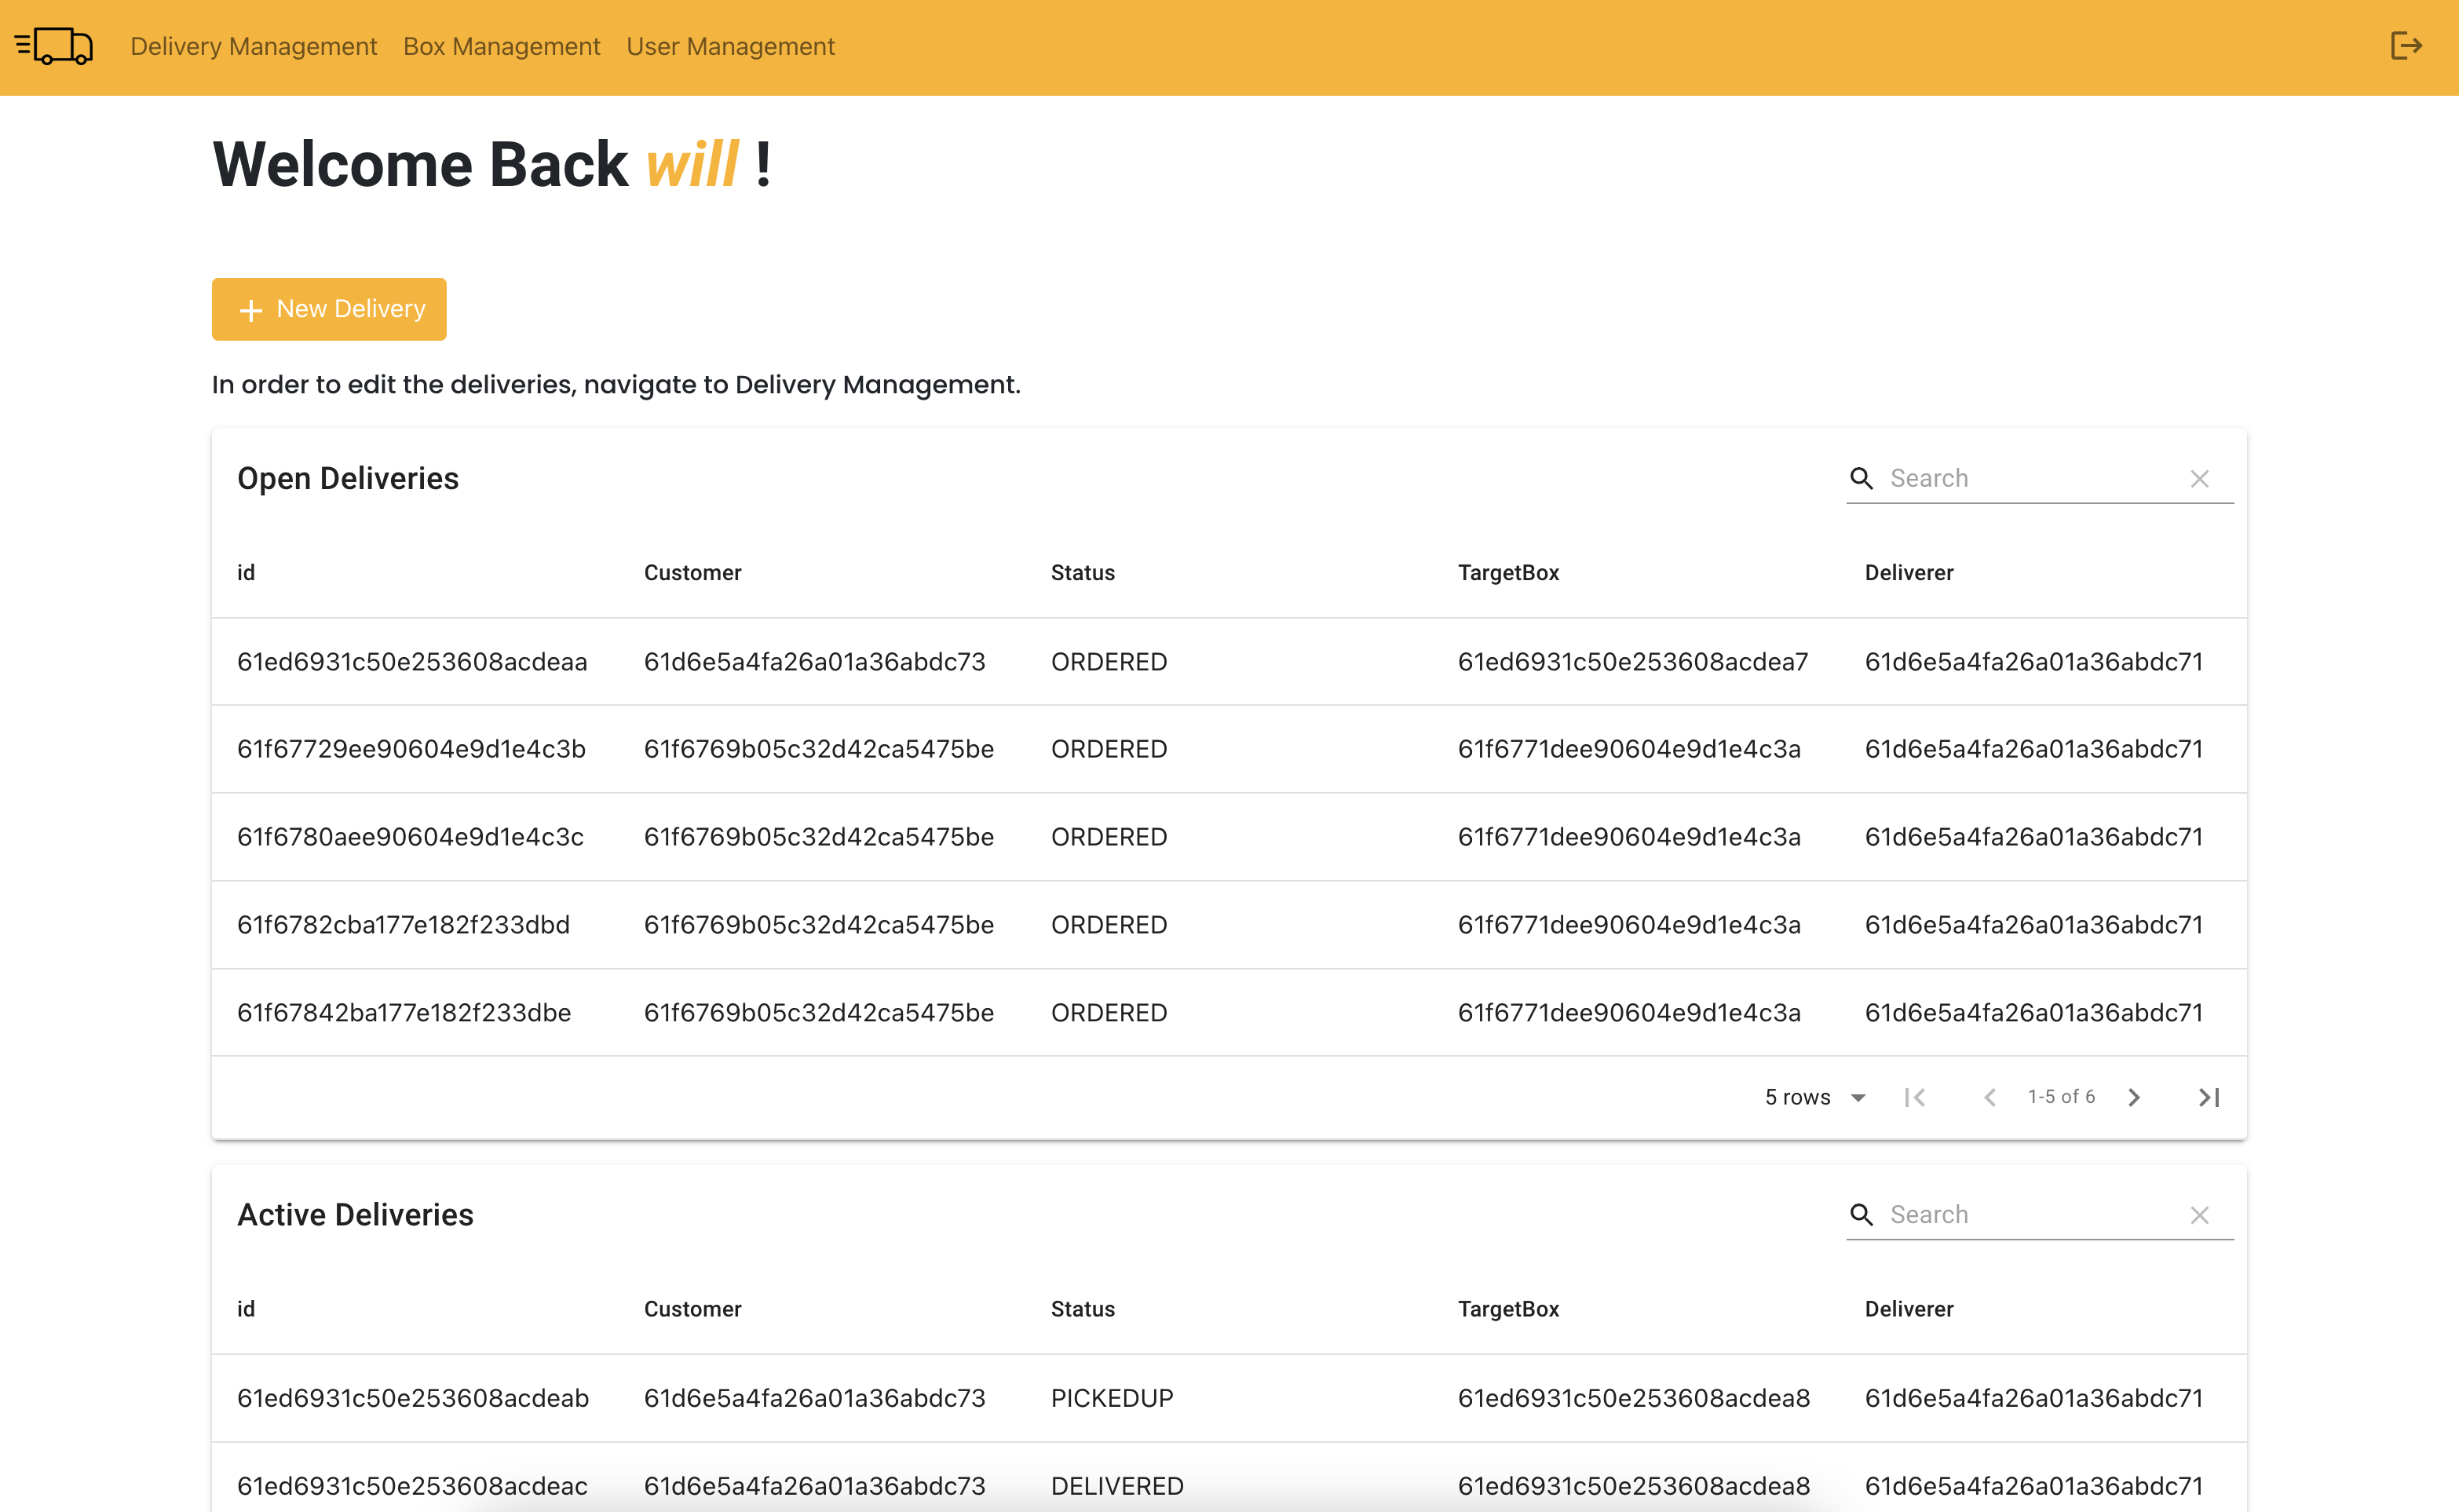 Delivery Management Box Management User Management
Welcome Back will !
New Delivery
In order to edit the deliveries, navigate to Delivery Management.
Open Deliveries Search
id Customer Status TargetBox Deliverer
61ed6931c50e253608acdeaa 61d6e5a4fa26a01a36abdc73 ORDERED 61ed6931c50e253608acdea7 61d6e5a4fa26a01a36abdc71
61f67729ee90604e9d1e4c3b 61f6769b05c32d42ca5475be ORDERED 61f6771dee90604e9d1e4c3a 61d6e5a4fa26a01a36abdc71
61f6780aee90604e9d1e4c3c 61f6769b05c32d42ca5475be ORDERED 61f6771dee90604e9d1e4c3a 61d6e5a4fa26a01a36abdc71
61f6782cba177e182f233dbd 61f6769b05c32d42ca5475be ORDERED 61f6771dee90604e9d1e4c3a 61d6e5a4fa26a01a36abdc71
61f67842ba177e182f233dbe 61f6769b05c32d42ca5475be ORDERED 61f6771dee90604e9d1e4c3a 61d6e5a4fa26a01a36abdc71
5 rows 1-5 of 6
Active Deliveries Search
id Customer Status TargetBox Deliverer
61ed6931c50e253608acdeab 61d6e5a4fa26a01a36abdc73 PICKEDUP 61ed6931c50e253608acdea8 61d6e5a4fa26a01a36abdc71
61ed6931c50e253608acdeac 61d6e5a4fa26a01a36abdc73 DELIVERED 61ed6931c50e253608acdea8 61d6e5a4fa26a01a36abdc71